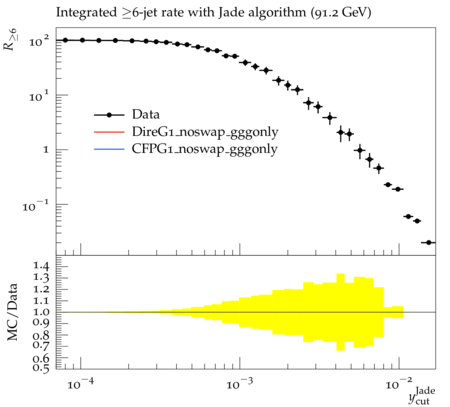 Integrated ≥6-jet rate with Jade algorithm (91.2 GeV)
R≥6
10²
10¹
1
10⁻¹
Data
DireG1_noswap_gggonly
CFPG1_noswap_gggonly
MC/Data
1.4
1.3
1.2
1.1
1.0
0.9
0.8
0.7
0.6
0.5
10⁻⁴
10⁻³
10⁻²
y_cut^Jade